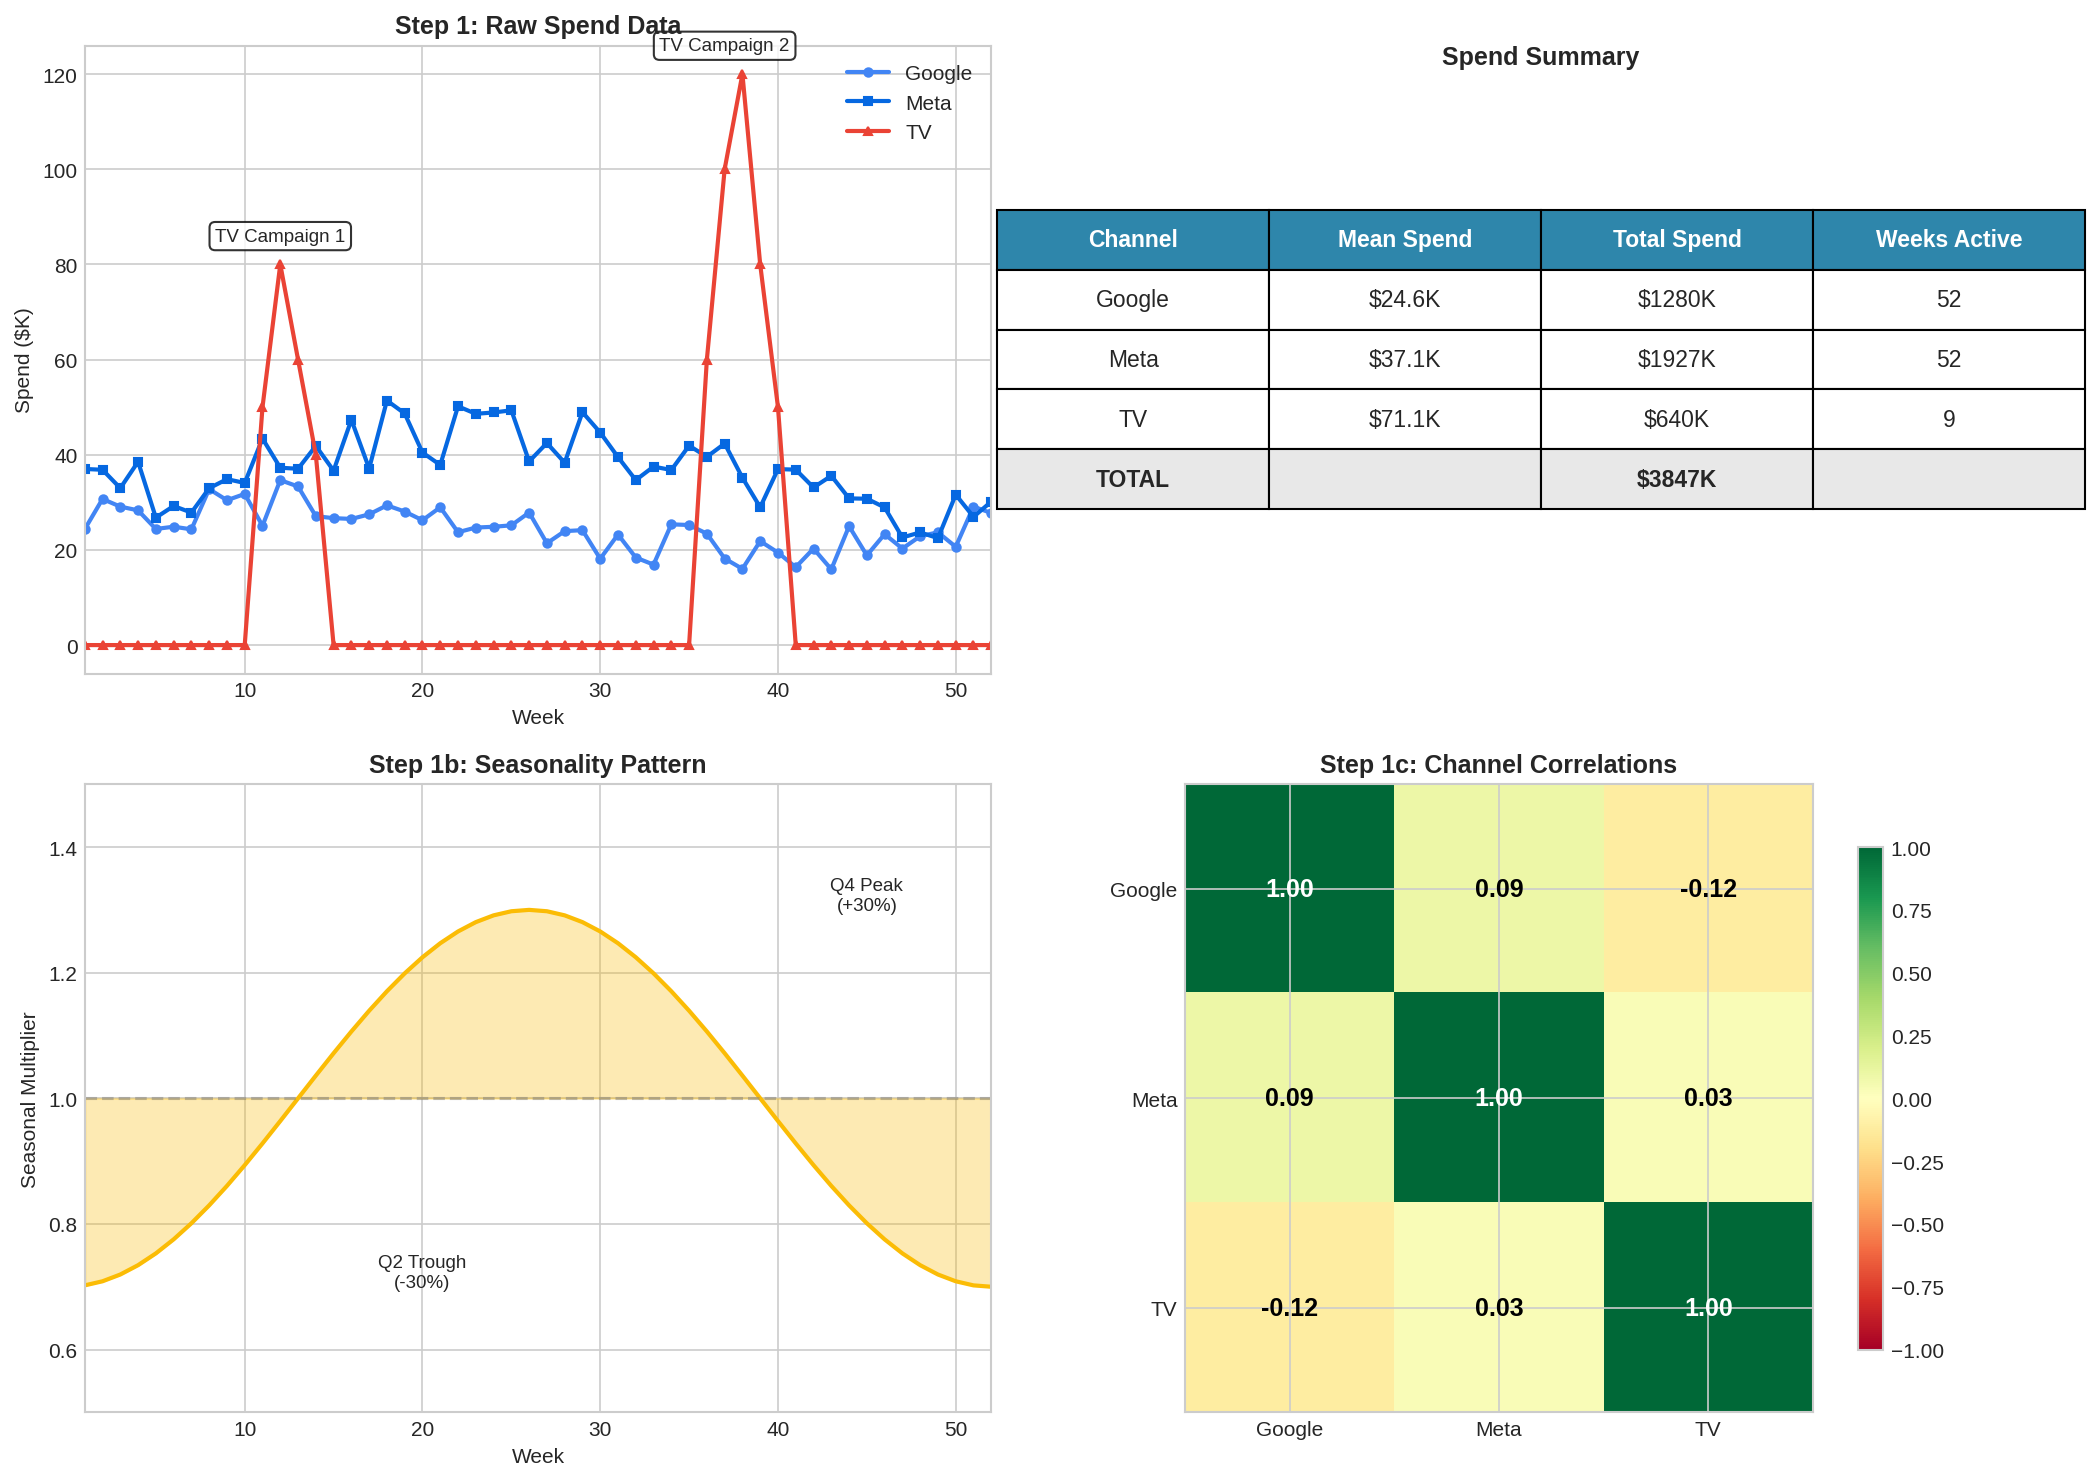 Step 1: Raw Spend Data
TV Campaign 2
TV Campaign 1
Google
Meta
TV
120
100
80
60
40
20
0
Spend ($K)
10 20 30 40 50
Week
Spend Summary
Channel Mean Spend Total Spend Weeks Active
Google $24.6K $1280K 52
Meta $37.1K $1927K 52
TV $71.1K $640K 9
TOTAL $3847K
Step 1b: Seasonality Pattern
1.4
1.2
1.0
0.8
0.6
Seasonal Multiplier
Q4 Peak
(+30%)
Q2 Trough
(-30%)
10 20 30 40 50
Week
Step 1c: Channel Correlations
Google 1.00 0.09 -0.12
Meta 0.09 1.00 0.03
TV -0.12 0.03 1.00
Google Meta TV
1.00
0.75
0.50
0.25
0.00
−0.25
−0.50
−0.75
−1.00